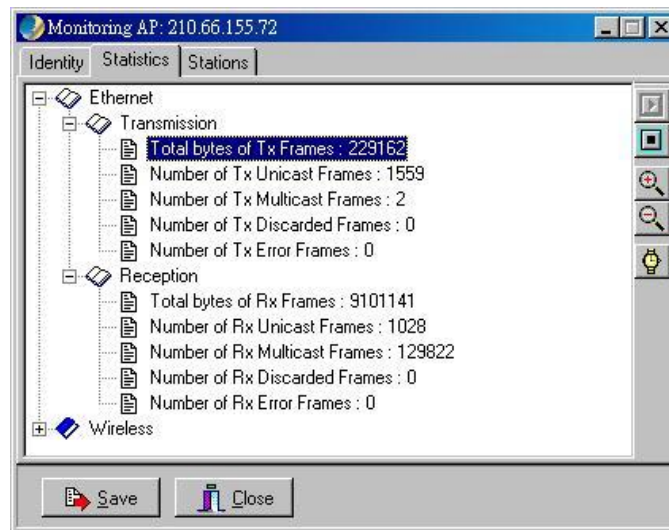 Monitoring AP: 210.66.155.72
Identity Statistics Stations
Ethernet
Transmission
Total bytes of Tx Frames : 229162
Number of Tx Unicast Frames : 1559
Number of Tx Multicast Frames : 2
Number of Tx Discarded Frames : 0
Number of Tx Error Frames : 0
Reception
Total bytes of Rx Frames : 9101141
Number of Rx Unicast Frames : 1028
Number of Rx Multicast Frames : 129822
Number of Rx Discarded Frames : 0
Number of Rx Error Frames : 0
Wireless
Save Close